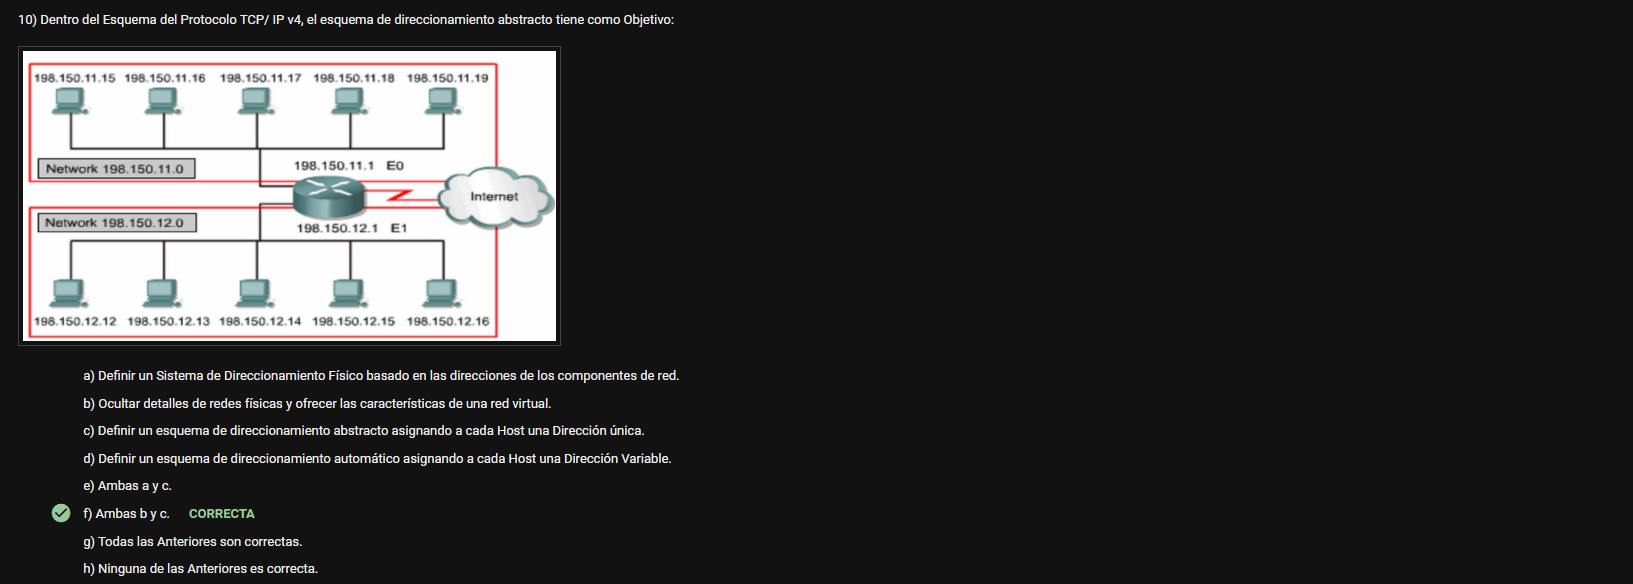 10) Dentro del Esquema del Protocolo TCP/ IP v4, el esquema de direccionamiento abstracto tiene como Objetivo:
198.150.11.15 198.150.11.16 198.150.11.17 198.150.11.18 198.150.11.19
Network 198.150.11.0
198.150.11.1 E0
Internet
Network 198.150.12.0
198.150.12.1 E1
198.150.12.12 198.150.12.13 198.150.12.14 198.150.12.15 198.150.12.16
a) Definir un Sistema de Direccionamiento Físico basado en las direcciones de los componentes de red.
b) Ocultar detalles de redes físicas y ofrecer las características de una red virtual.
c) Definir un esquema de direccionamiento abstracto asignando a cada Host una Dirección única.
d) Definir un esquema de direccionamiento automático asignando a cada Host una Dirección Variable.
e) Ambas a y c.
f) Ambas b y c. CORRECTA
g) Todas las Anteriores son correctas.
h) Ninguna de las Anteriores es correcta.